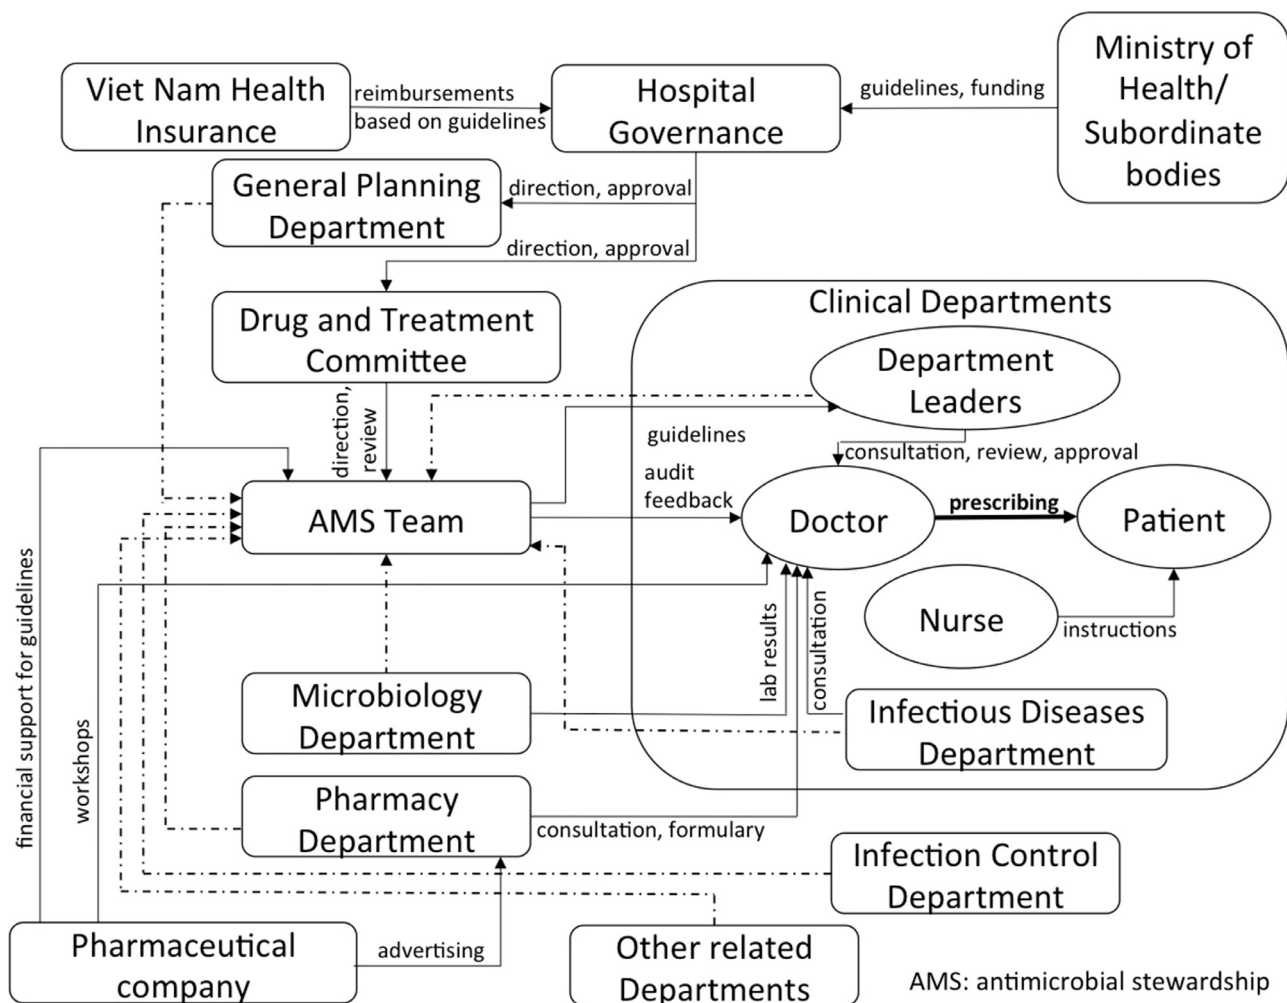 Viet Nam Health
Insurance
reimbursements
based on guidelines
Hospital
Governance
guidelines, funding
Ministry of
Health/
Subordinate
bodies
General Planning
Department
direction, approval
direction, approval
Drug and Treatment
Committee
direction,
review
Clinical Departments
Department
Leaders
consultation, review, approval
guidelines
audit
feedback
AMS Team
Doctor
prescribing
Patient
Nurse
instructions
lab results
consultation
financial support for guidelines
workshops
Microbiology
Department
Infectious Diseases
Department
Pharmacy
Department
consultation, formulary
Infection Control
Department
Pharmaceutical
company
advertising
Other related
Departments
AMS: antimicrobial stewardship